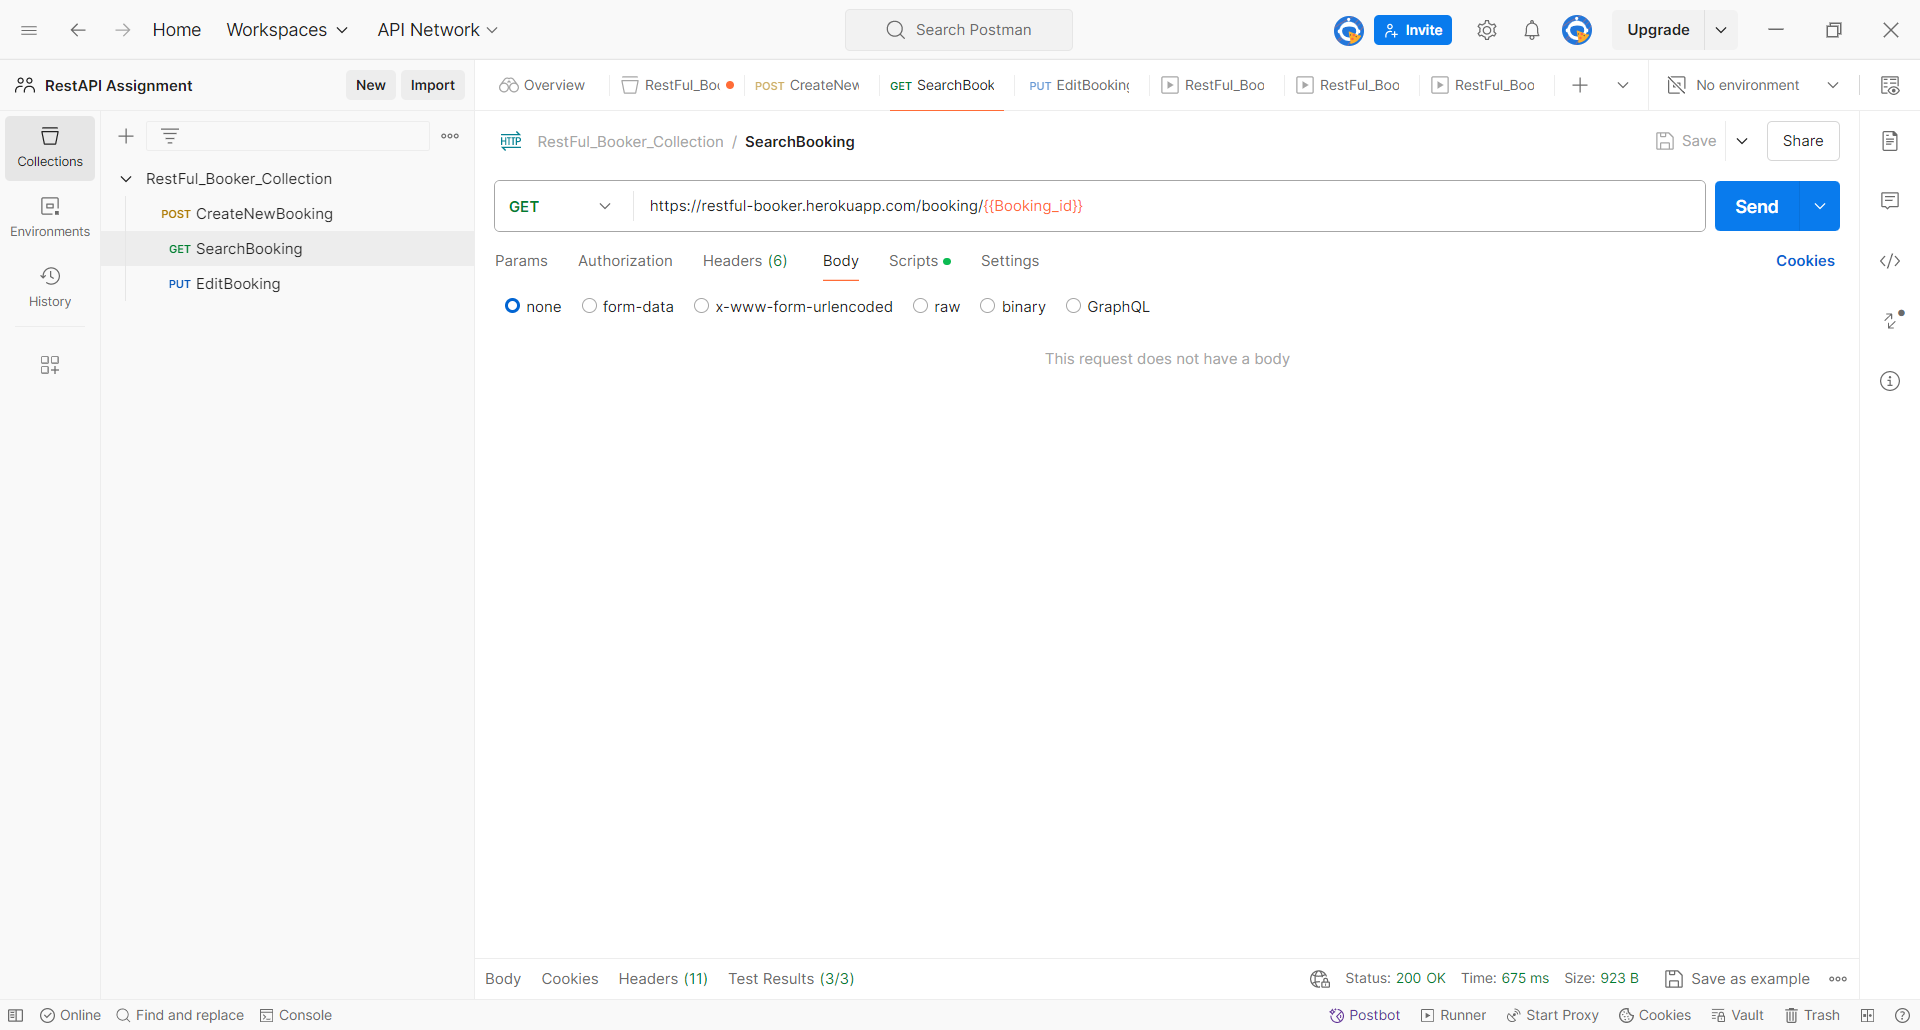 Home Workspaces API Network Search Postman Invite Upgrade
RestAPI Assignment New Import Overview RestFul_Boo POST CreateNew GET SearchBook PUT EditBooking RestFul_Boo RestFul_Boo RestFul_Boo No environment
Collections
Environments
History
RestFul_Booker_Collection
POST CreateNewBooking
GET SearchBooking
PUT EditBooking
HTTP RestFul_Booker_Collection / SearchBooking Save Share
GET https://restful-booker.herokuapp.com/booking/{{Booking_id}} Send
Params Authorization Headers (6) Body Scripts Settings Cookies
none form-data x-www-form-urlencoded raw binary GraphQL
This request does not have a body
Body Cookies Headers (11) Test Results (3/3) Status: 200 OK Time: 675 ms Size: 923 B Save as example
Online Find and replace Console Postbot Runner Start Proxy Cookies Vault Trash